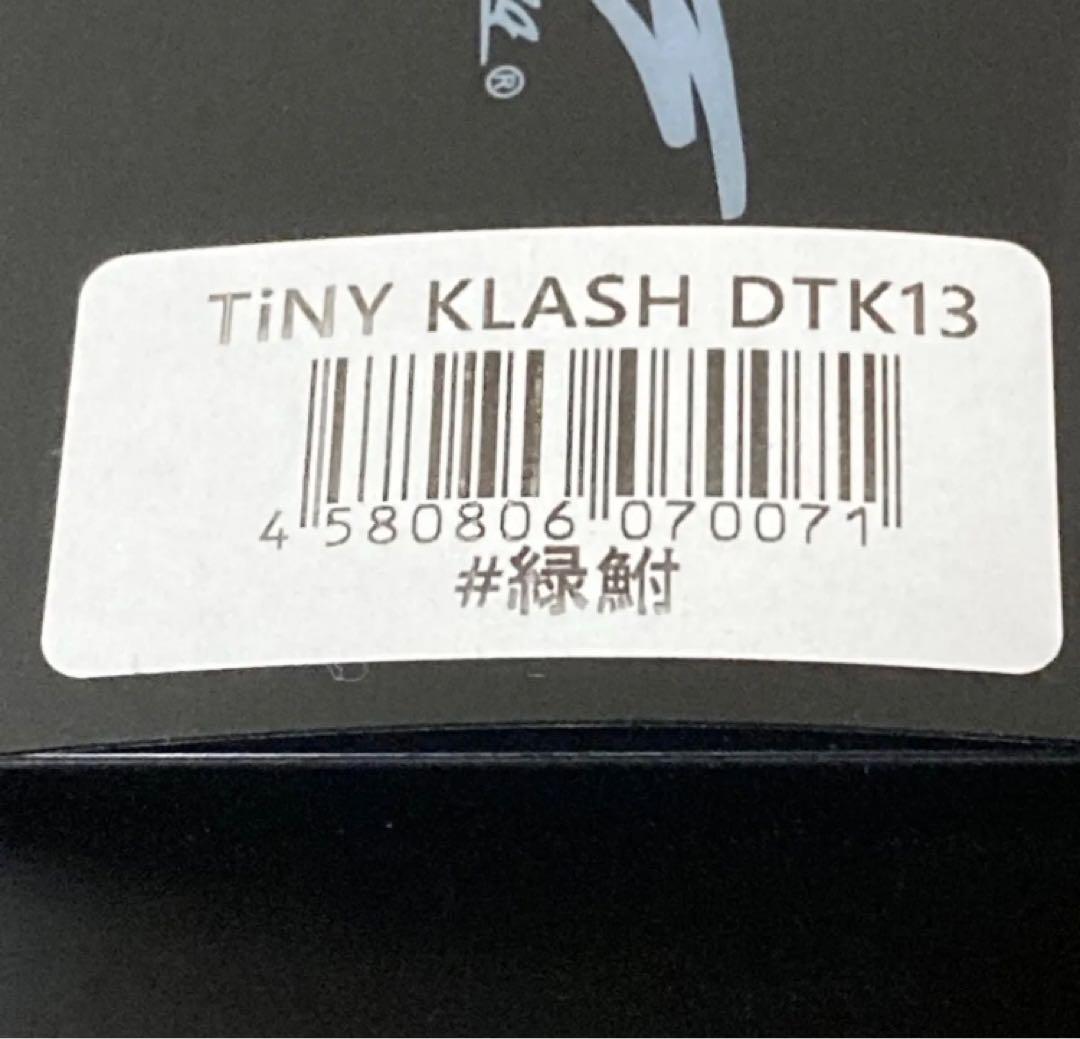 TiNY KLASH DTK13
4 580806 070071
#緑鮒